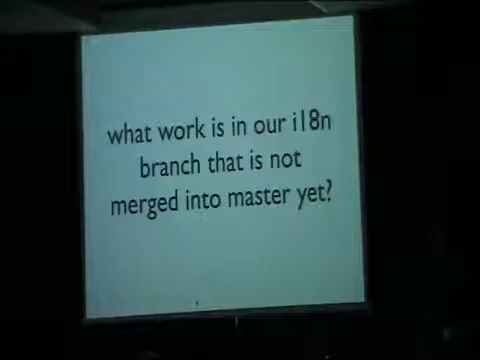 what work is in our i18n
branch that is not
merged into master yet?